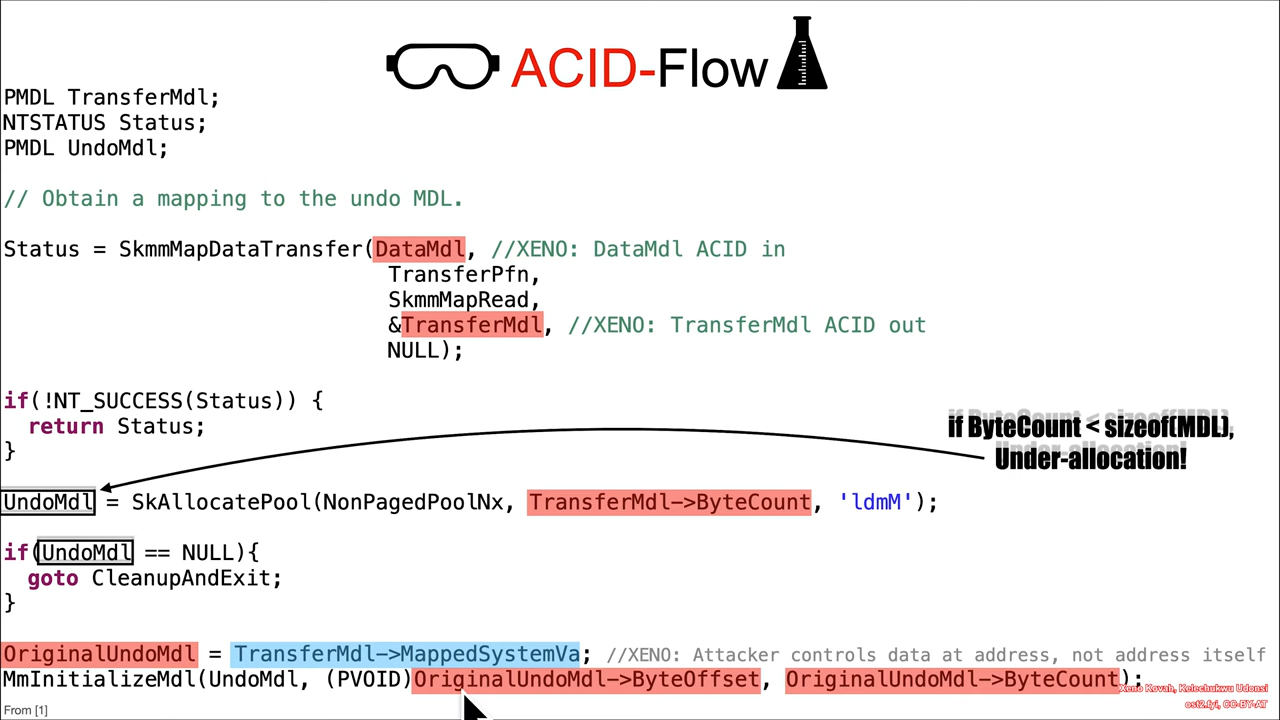 ACID-Flow
PMDL TransferMdl;
NTSTATUS Status;
PMDL UndoMdl;
// Obtain a mapping to the undo MDL.
Status = SkmmMapDataTransfer(DataMdl, //XENO: DataMdl ACID in
TransferPfn,
SkmmMapRead,
&TransferMdl, //XENO: TransferMdl ACID out
NULL);
if(!NT_SUCCESS(Status)) {
return Status;
}
if ByteCount < sizeof(MDL),
Under-allocation!
UndoMdl = SkAllocatePool(NonPagedPoolNx, TransferMdl->ByteCount, 'ldmM');
if(UndoMdl == NULL){
goto CleanupAndExit;
}
OriginalUndoMdl = TransferMdl->MappedSystemVa; //XENO: Attacker controls data at address, not address itself
MmInitializeMdl(UndoMdl, (PVOID)OriginalUndoMdl->ByteOffset, OriginalUndoMdl->ByteCount);
Xeno Kovah, Kelechukwu Udonsi
ost2.fyi, CC-BY-AT
From [1]